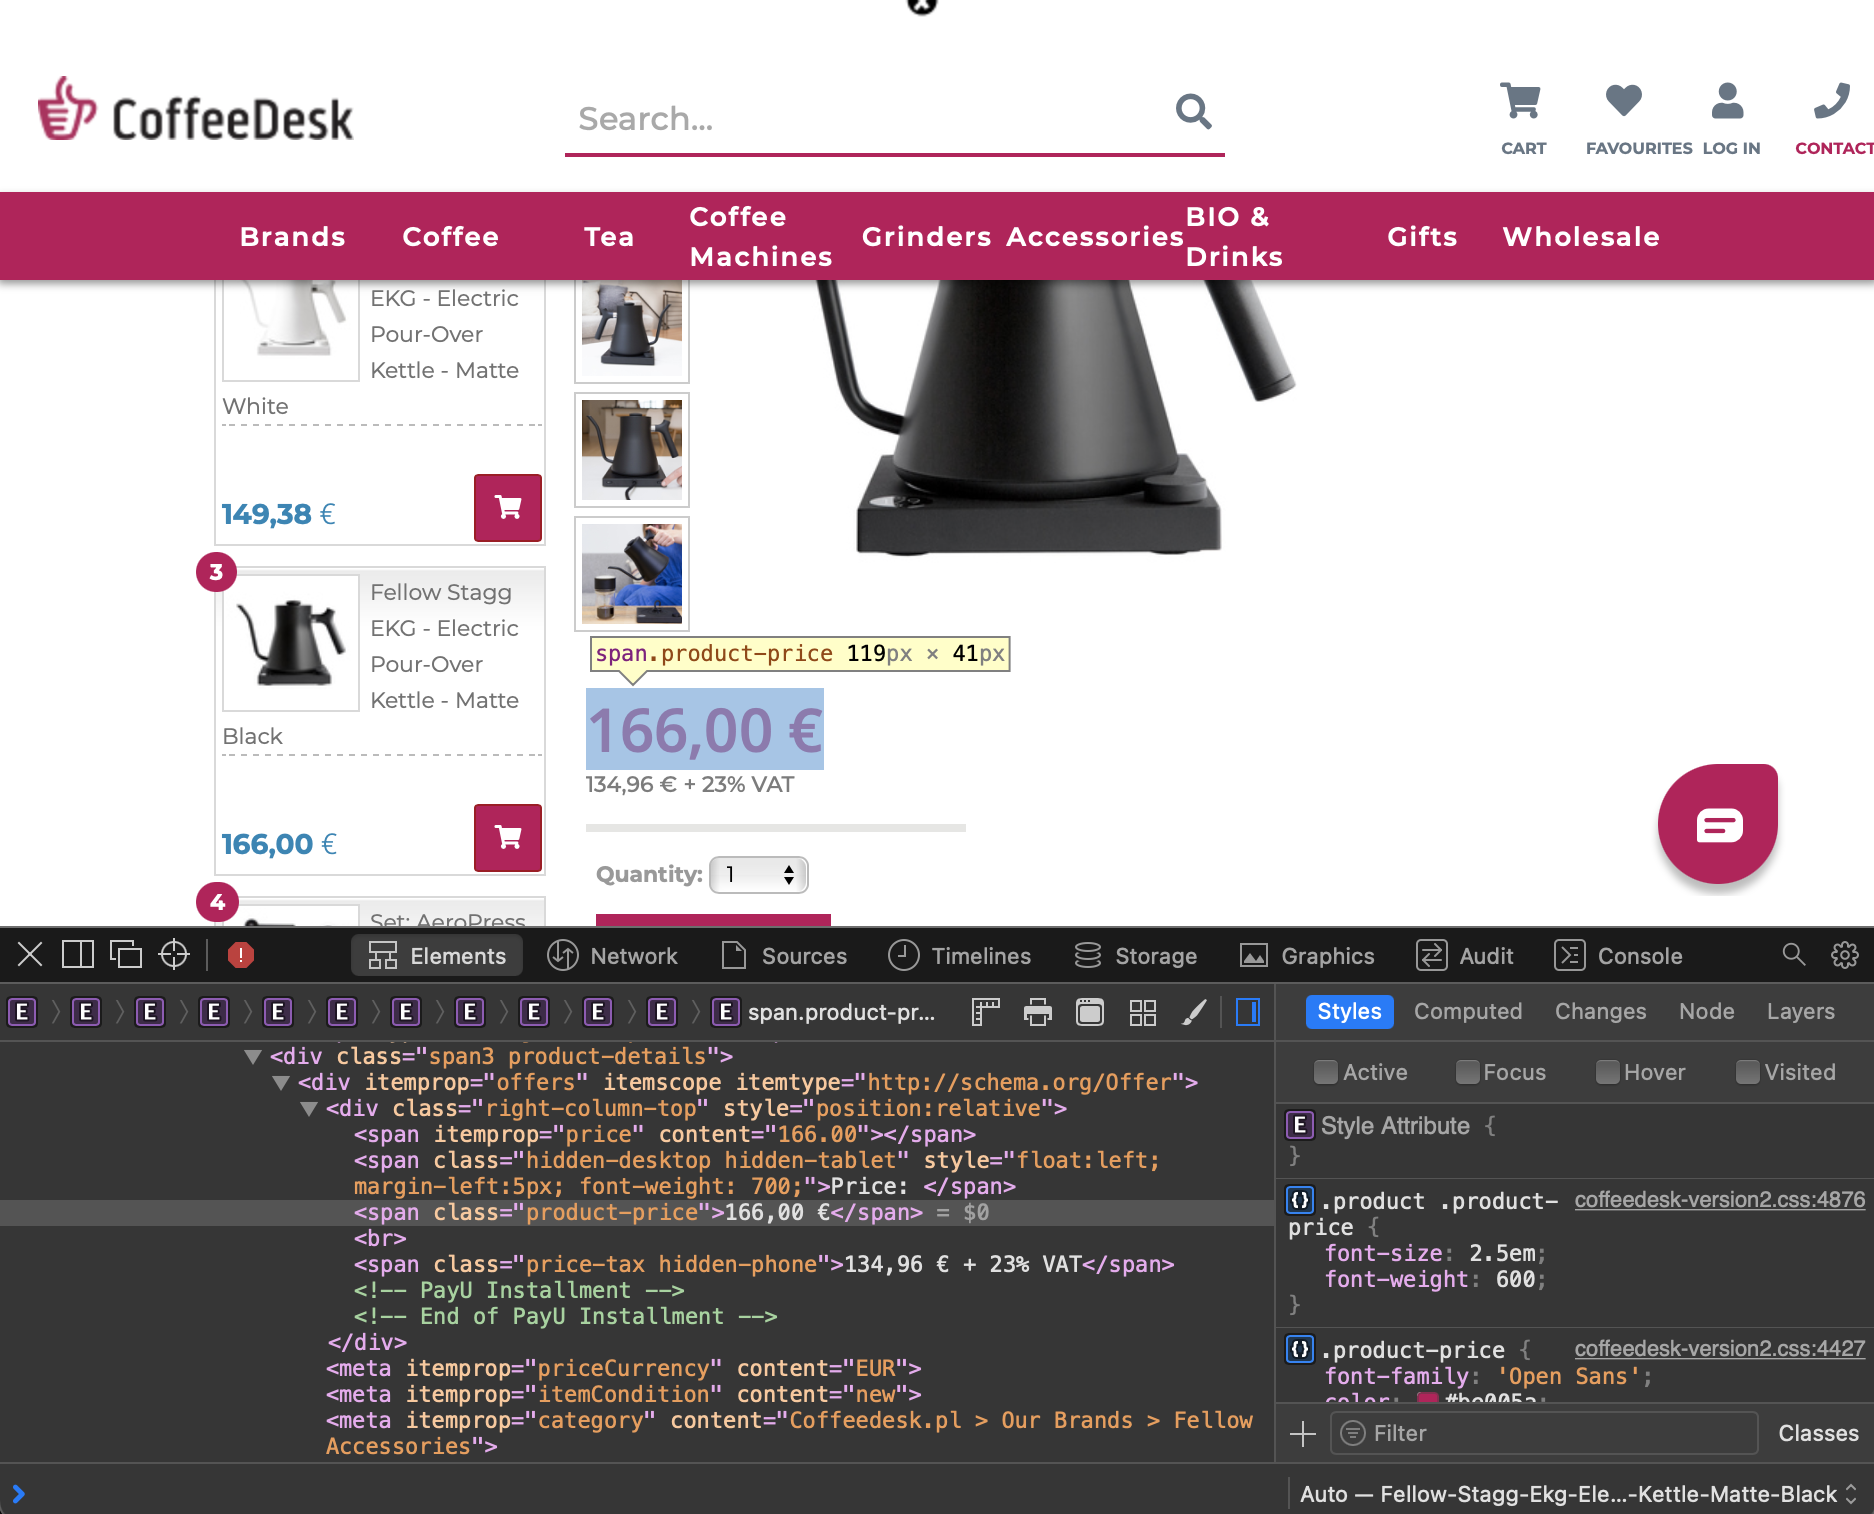 CoffeeDesk
Search...
CART
FAVOURITES
LOG IN
CONTACT
Brands
Coffee
Tea
Coffee
Machines
Grinders
Accessories
BIO &
Drinks
Gifts
Wholesale
EKG - Electric
Pour-Over
Kettle - Matte
White
149,38 €
3
Fellow Stagg
EKG - Electric
Pour-Over
Kettle - Matte
Black
166,00 €
4
Set: AeroPress
span.product-price 119px × 41px
166,00 €
134,96 € + 23% VAT
Quantity: 1
Elements
Network
Sources
Timelines
Storage
Graphics
Audit
Console
E E E E E E E E E E E E span.product-pr...
<div class="span3 product-details">
<div itemprop="offers" itemscope itemtype="http://schema.org/Offer">
<div class="right-column-top" style="position:relative">
<span itemprop="price" content="166.00"></span>
<span class="hidden-desktop hidden-tablet" style="float:left;
margin-left:5px; font-weight: 700;">Price: </span>
<span class="product-price">166,00 €</span> = $0
<br>
<span class="price-tax hidden-phone">134,96 € + 23% VAT</span>
<!-- PayU Installment -->
<!-- End of PayU Installment -->
</div>
<meta itemprop="priceCurrency" content="EUR">
<meta itemprop="itemCondition" content="new">
<meta itemprop="category" content="Coffeedesk.pl > Our Brands > Fellow
Accessories">
Styles
Computed
Changes
Node
Layers
Active
Focus
Hover
Visited
E Style Attribute {
}
{} .product .product-
price {
coffeedesk-version2.css:4876
font-size: 2.5em;
font-weight: 600;
}
{} .product-price {
coffeedesk-version2.css:4427
font-family: 'Open Sans';
color: #be005a;
Filter
Classes
Auto — Fellow-Stagg-Ekg-Ele...-Kettle-Matte-Black